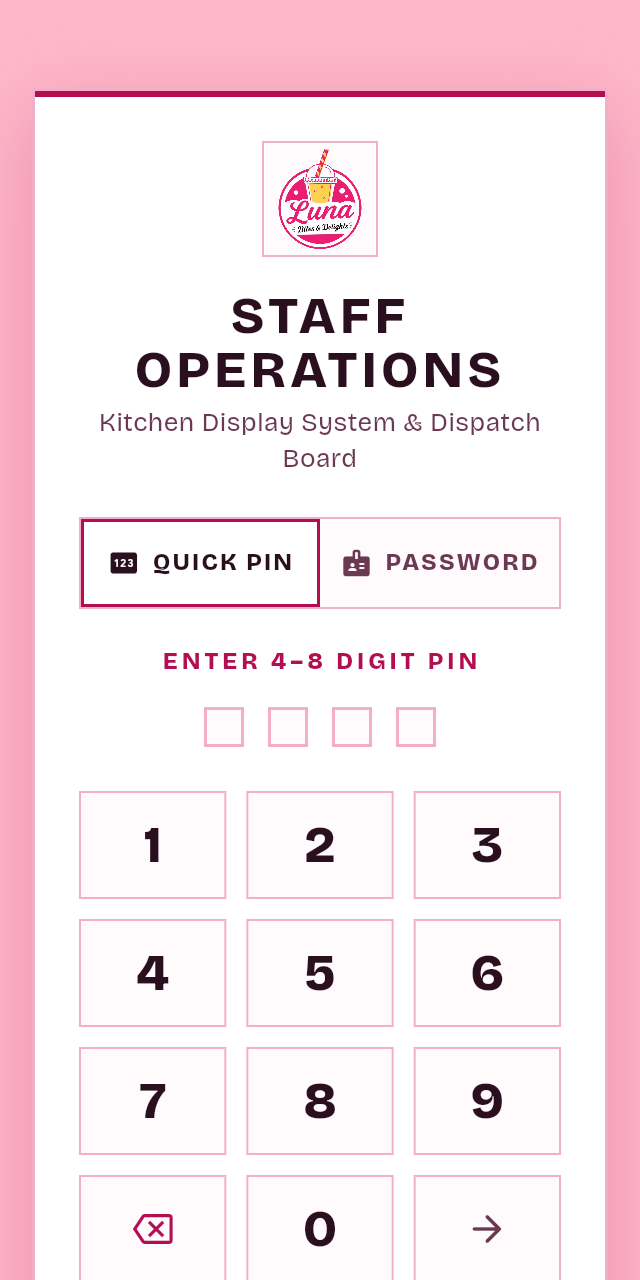 Luna
Bites & Delights
STAFF
OPERATIONS
Kitchen Display System & Dispatch
Board
123 QUICK PIN
PASSWORD
ENTER 4–8 DIGIT PIN
1 2 3
4 5 6
7 8 9
0